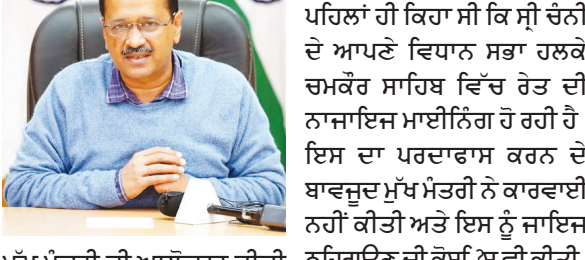 ਪਹਿਲਾਂ ਹੀ ਕਿਹਾ ਸੀ ਕਿ ਸ੍ਰੀ ਚੰਨੀ
ਦੇ ਆਪਣੇ ਵਿਧਾਨ ਸਭਾ ਹਲਕੇ
ਚਮਕੌਰ ਸਾਹਿਬ ਵਿੱਚ ਰੇਤ ਦੀ
ਨਾਜਾਇਜ ਮਾਈਨਿੰਗ ਹੋ ਰਹੀ ਹੈ
ਇਸ ਦਾ ਪਰਦਾਫਾਸ ਕਰਨ ਦੇ
ਬਾਵਜੂਦ ਮੁੱਖ ਮੰਤਰੀ ਨੇ ਕਾਰਵਾਈ
ਨਹੀਂ ਕੀਤੀ ਅਤੇ ਇਸ ਨੂੰ ਜਾਇਜ